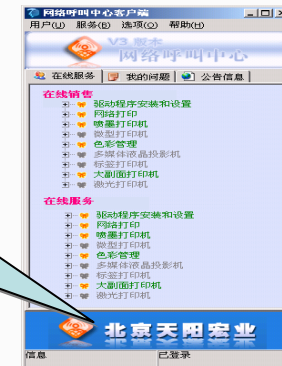 网络呼叫中心客户端
用户(U) 服务(S) 选项(O) 帮助(H)
V3 版本
网络呼叫中心
在线服务 我的问题 公告信息
在线销售
驱动程序安装和设置
网络打印
喷墨打印机
微型打印机
色彩管理
多媒体液晶投影机
标签打印机
大副面打印机
激光打印机
在线服务
驱动程序安装和设置
网络打印
喷墨打印机
微型打印机
色彩管理
多媒体液晶投影机
标签打印机
大副面打印机
激光打印机
北京天阳宏业
信息 已登录